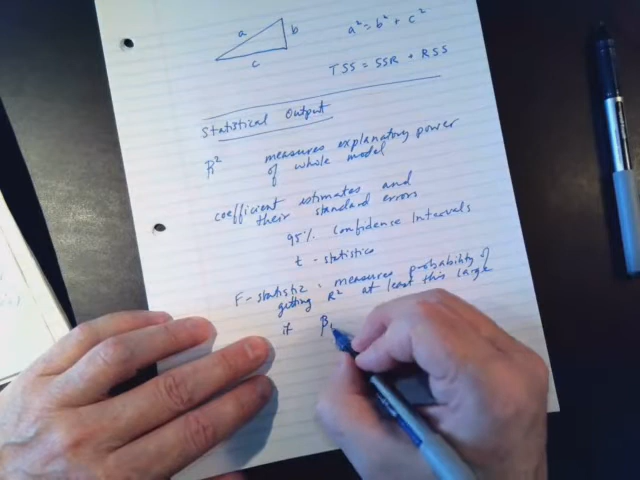 a b
c
a² = b² + c²
TSS = SSR + RSS
Statistical Output
R² measures explanatory power
of whole model
coefficient estimates and
their standard errors
95% Confidence Intervals
t - statistics
F - statistic : measures probability of
getting R² at least this large
if β